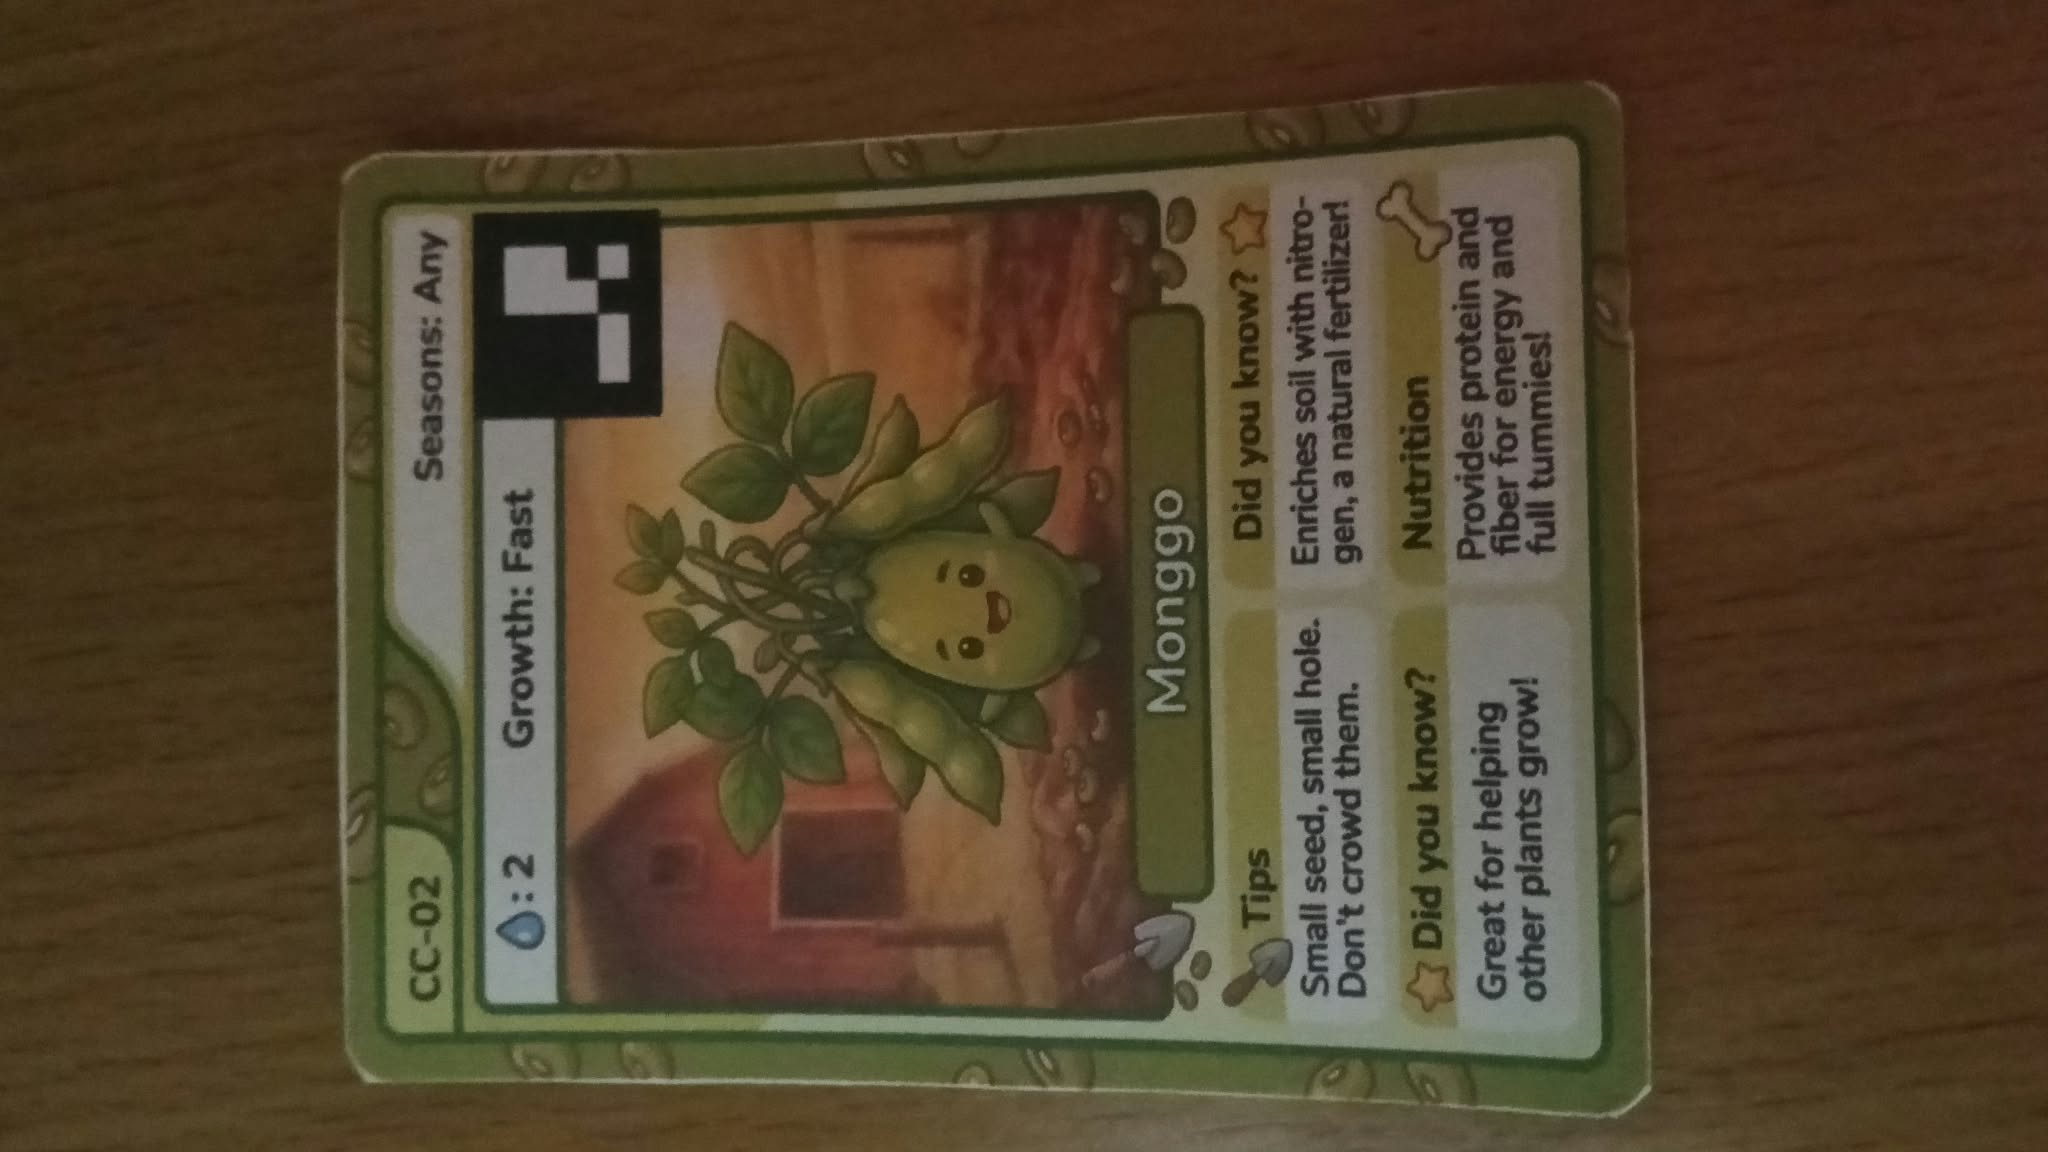 CC-02
Seasons: Any
: 2
Growth: Fast
Monggo
Tips
Small seed, small hole.
Don't crowd them.
Did you know?
Enriches soil with nitro-
gen, a natural fertilizer!
Did you know?
Great for helping
other plants grow!
Nutrition
Provides protein and
fiber for energy and
full tummies!